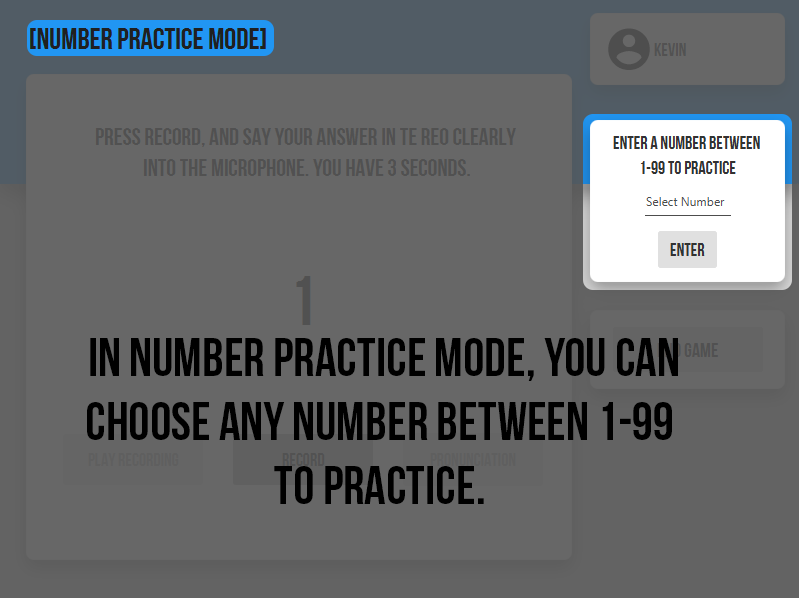 [NUMBER PRACTICE MODE]
KEVIN
PRESS RECORD, AND SAY YOUR ANSWER IN TE REO CLEARLY
INTO THE MICROPHONE. YOU HAVE 3 SECONDS.
ENTER A NUMBER BETWEEN
1-99 TO PRACTICE
Select Number
ENTER
1
IN NUMBER PRACTICE MODE, YOU CAN
CHOOSE ANY NUMBER BETWEEN 1-99
TO PRACTICE.
GAME
PLAY RECORDING
RECORD
PRONUNCIATION